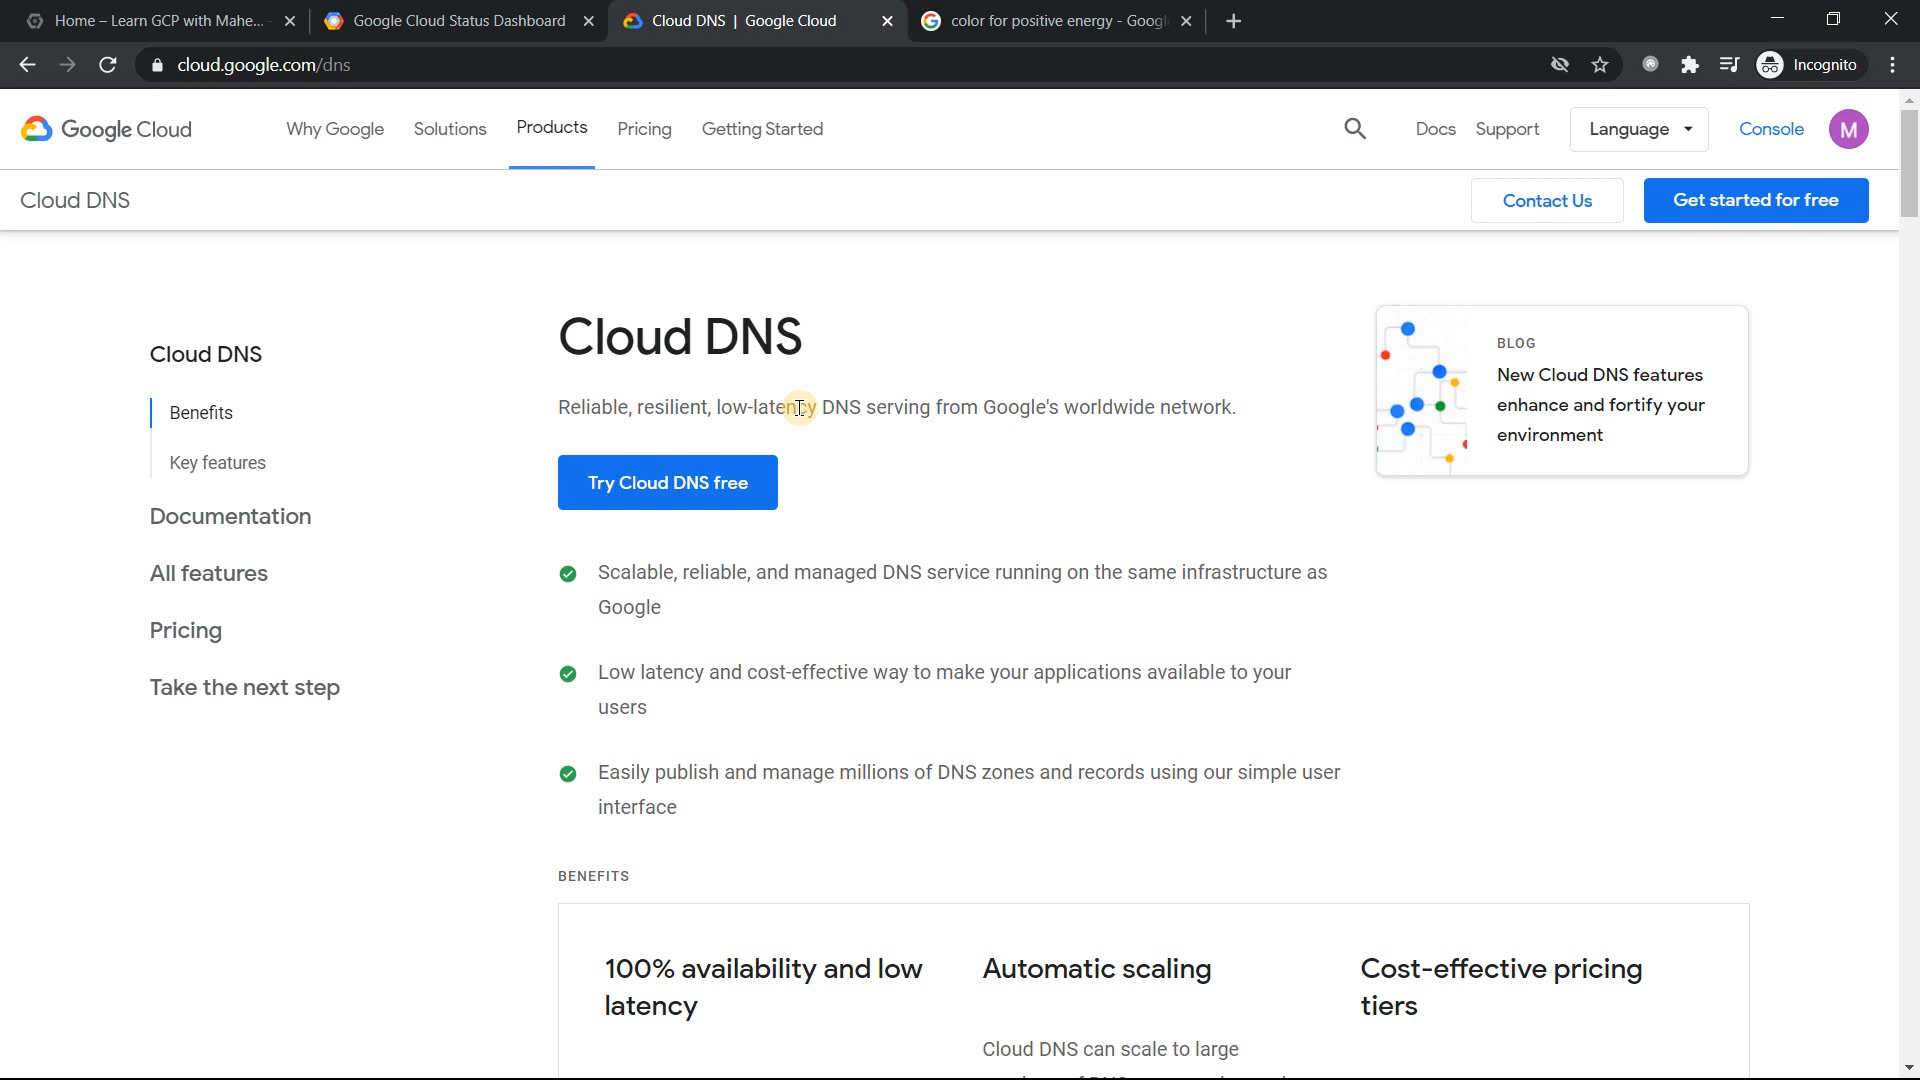 Home – Learn GCP with Mahe...
Google Cloud Status Dashboard
Cloud DNS | Google Cloud
color for positive energy - Googl
cloud.google.com/dns
Incognito
Google Cloud
Why Google
Solutions
Products
Pricing
Getting Started
Docs
Support
Language
Console
M
Cloud DNS
Contact Us
Get started for free
Cloud DNS
Benefits
Key features
Documentation
All features
Pricing
Take the next step
Cloud DNS
Reliable, resilient, low-latency DNS serving from Google's worldwide network.
Try Cloud DNS free
BLOG
New Cloud DNS features
enhance and fortify your
environment
Scalable, reliable, and managed DNS service running on the same infrastructure as
Google
Low latency and cost-effective way to make your applications available to your
users
Easily publish and manage millions of DNS zones and records using our simple user
interface
BENEFITS
100% availability and low
latency
Automatic scaling
Cloud DNS can scale to large
Cost-effective pricing
tiers